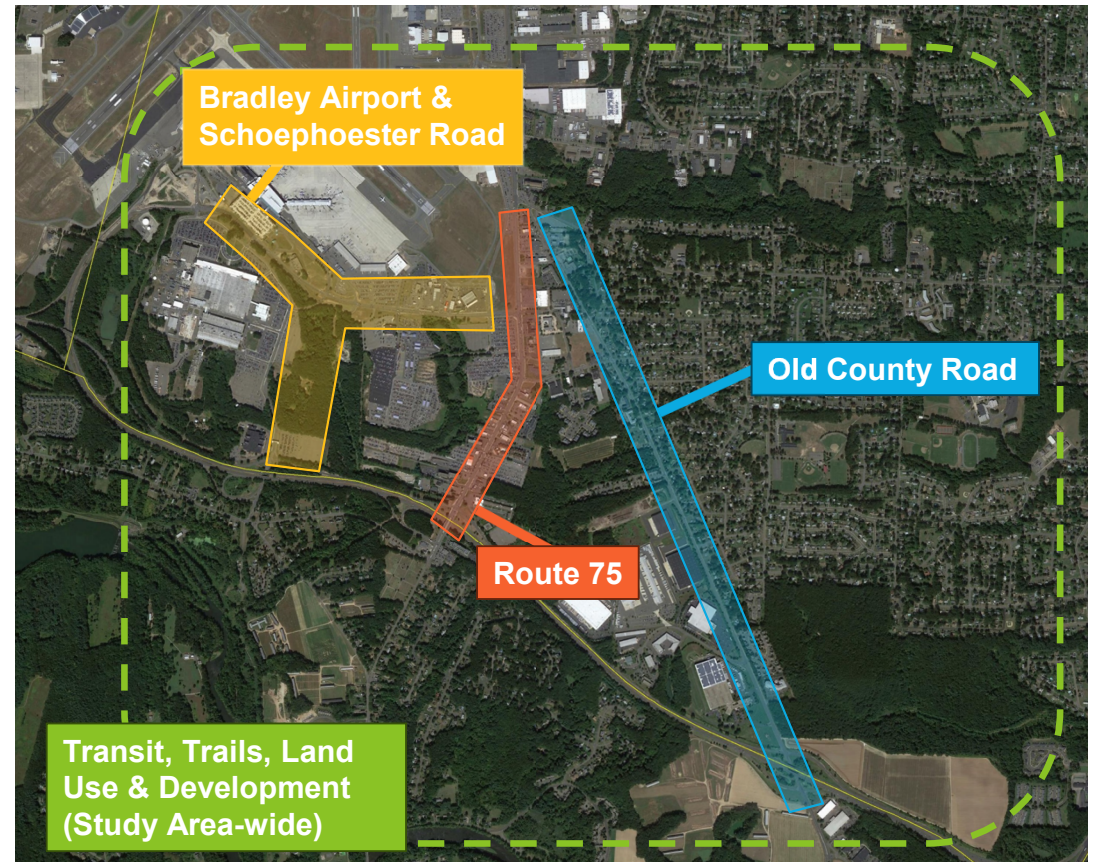 Bradley Airport &
Schoephoester Road
Old County Road
Route 75
Transit, Trails, Land
Use & Development
(Study Area-wide)